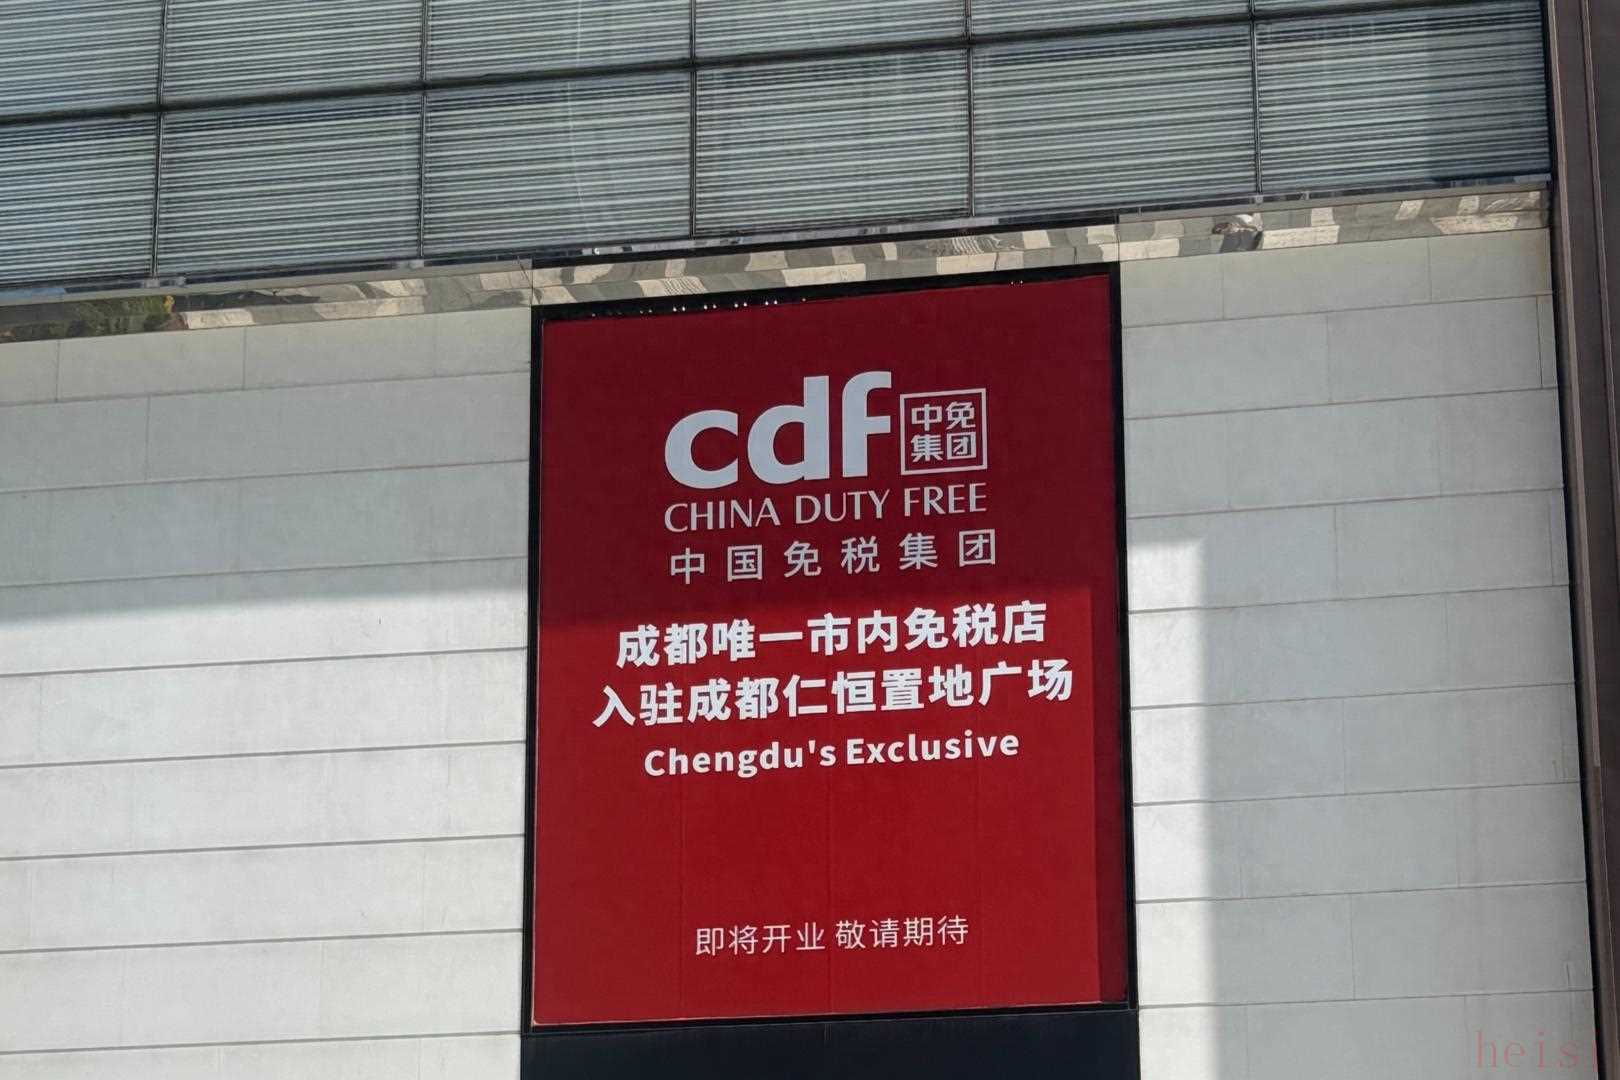 cdf 中免集团
CHINA DUTY FREE
中国免税集团
成都唯一市内免税店
入驻成都仁恒置地广场
Chengdu's Exclusive
即将开业 敬请期待